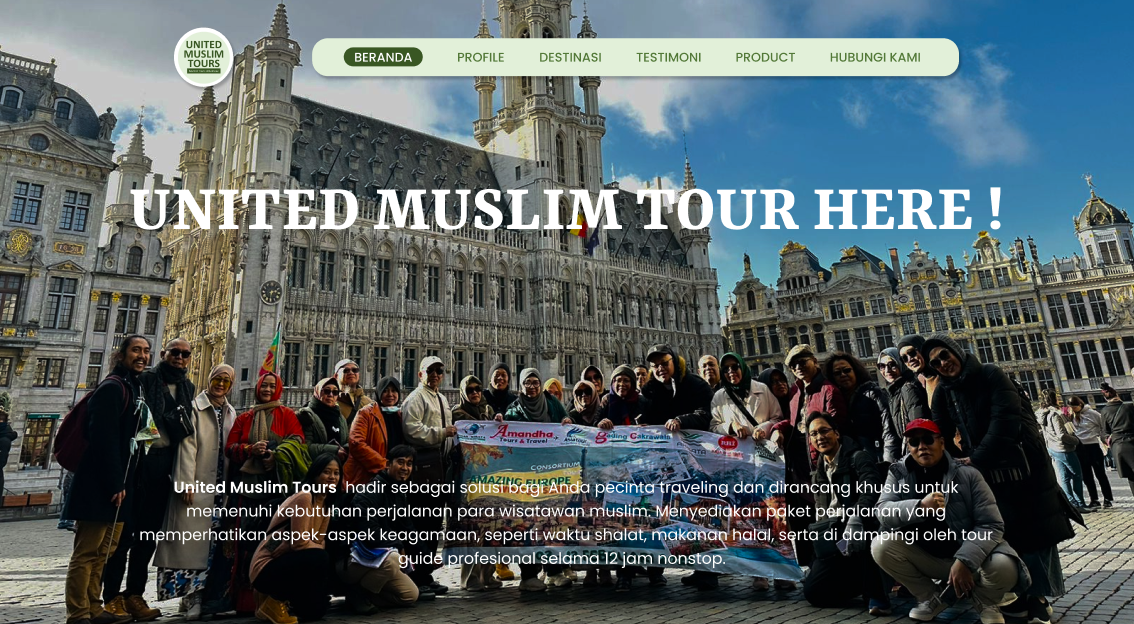 UNITED
MUSLIM
TOURS
BERANDA
PROFILE
DESTINASI
TESTIMONI
PRODUCT
HUBUNGI KAMI
UNITED MUSLIM TOUR HERE !
Amandha
Tours & Travel
Gading Cakrawala
CONSORTIUM
AMAZING EUROPE
United Muslim Tours hadir sebagai solusi bagi Anda pecinta traveling dan dirancang khusus untuk
memenuhi kebutuhan perjalanan para wisatawan muslim. Menyediakan paket perjalanan yang
memperhatikan aspek-aspek keagamaan, seperti waktu shalat, makanan halal, serta di dampingi oleh tour
guide profesional selama 12 jam nonstop.